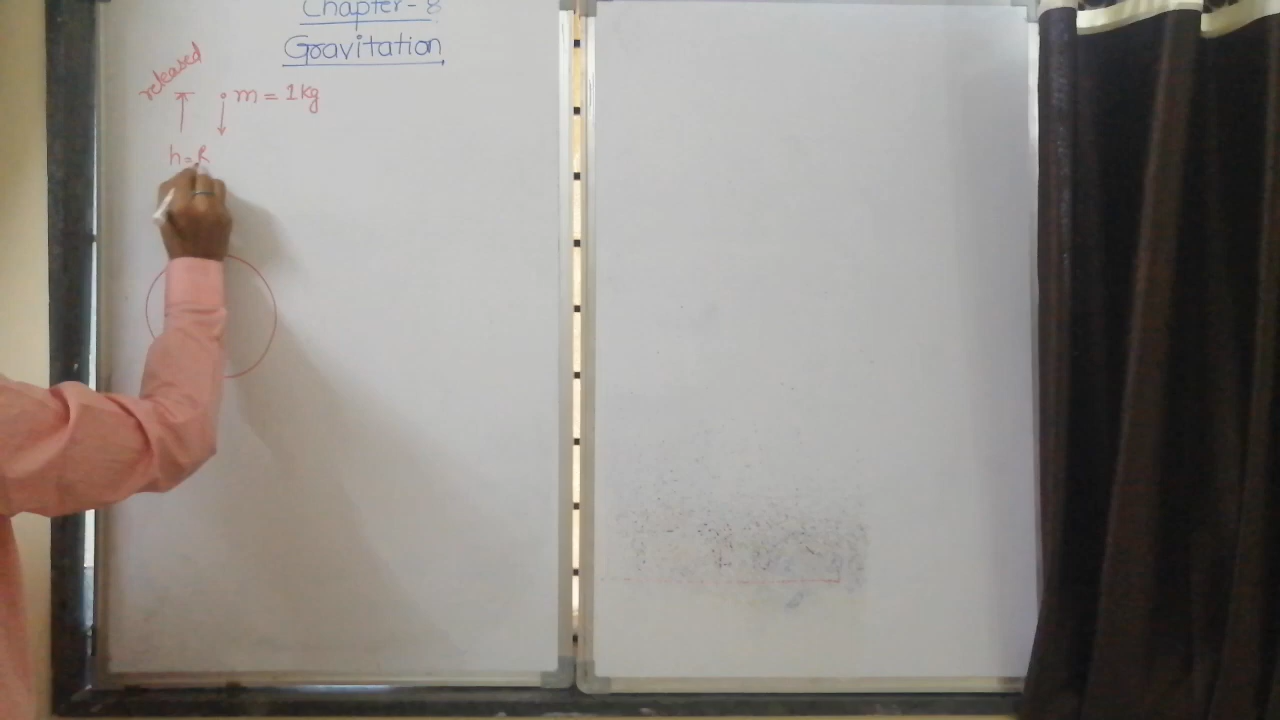 Chapter - 8
Gravitation
released
m = 1kg
h = R